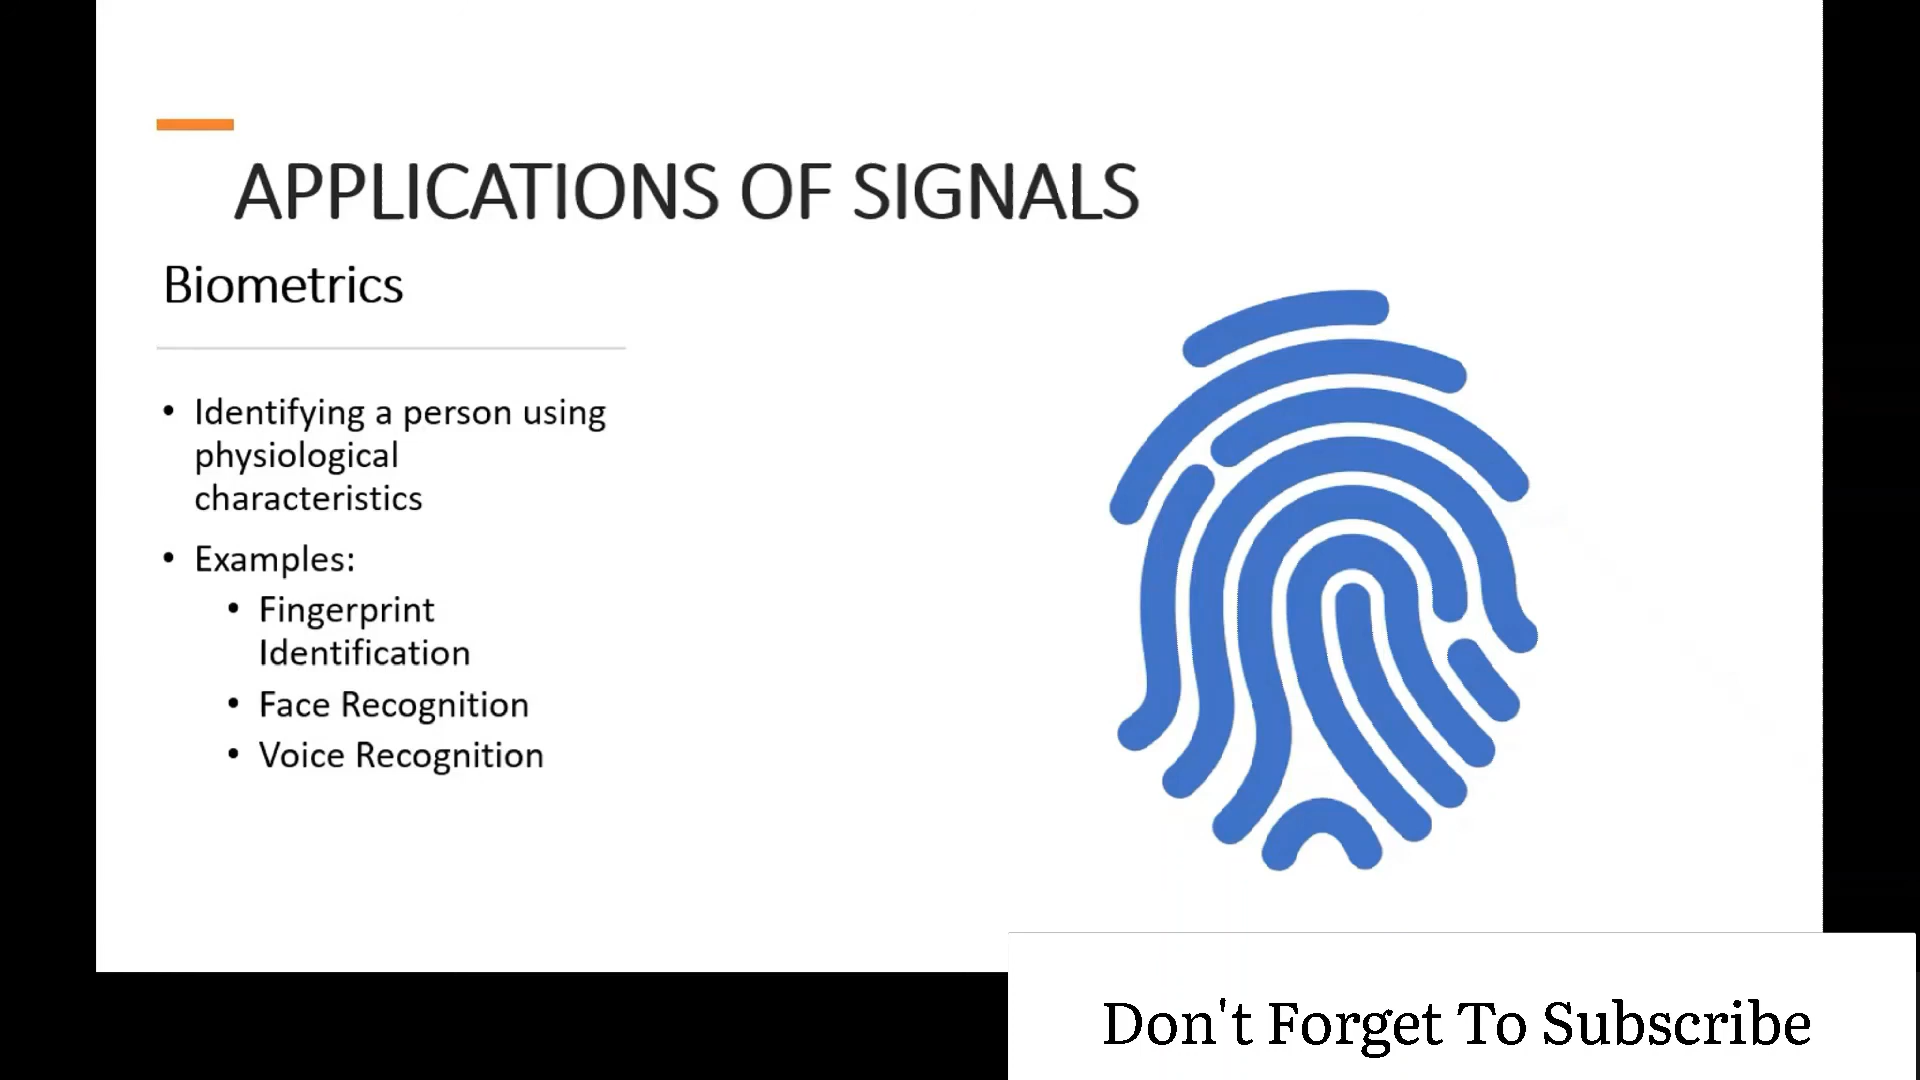 APPLICATIONS OF SIGNALS
Biometrics
• Identifying a person using
physiological
characteristics
• Examples:
• Fingerprint
Identification
• Face Recognition
• Voice Recognition
Don't Forget To Subscribe